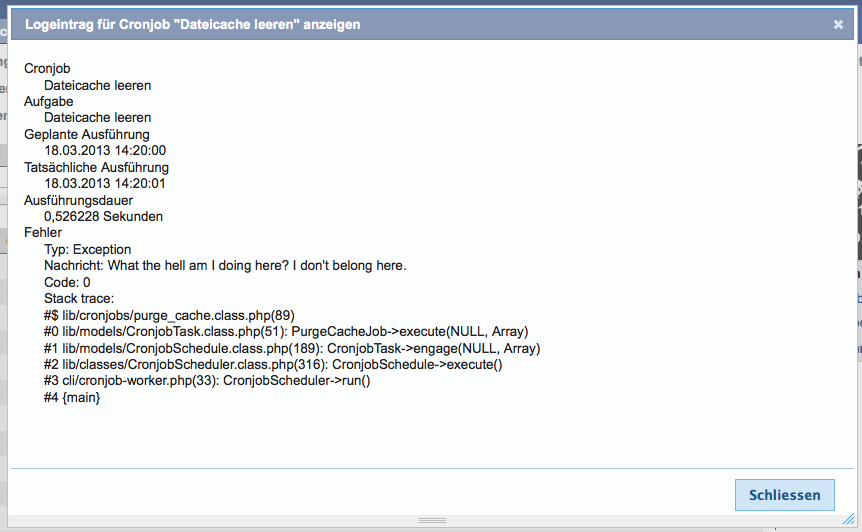 Logeintrag für Cronjob "Dateicache leeren" anzeigen
Cronjob
Dateicache leeren
Aufgabe
Dateicache leeren
Geplante Ausführung
18.03.2013 14:20:00
Tatsächliche Ausführung
18.03.2013 14:20:01
Ausführungsdauer
0,526228 Sekunden
Fehler
Typ: Exception
Nachricht: What the hell am I doing here? I don't belong here.
Code: 0
Stack trace:
#$ lib/cronjobs/purge_cache.class.php(89)
#0 lib/models/CronjobTask.class.php(51): PurgeCacheJob->execute(NULL, Array)
#1 lib/models/CronjobSchedule.class.php(189): CronjobTask->engage(NULL, Array)
#2 lib/classes/CronjobScheduler.class.php(316): CronjobSchedule->execute()
#3 cli/cronjob-worker.php(33): CronjobScheduler->run()
#4 {main}
Schliessen